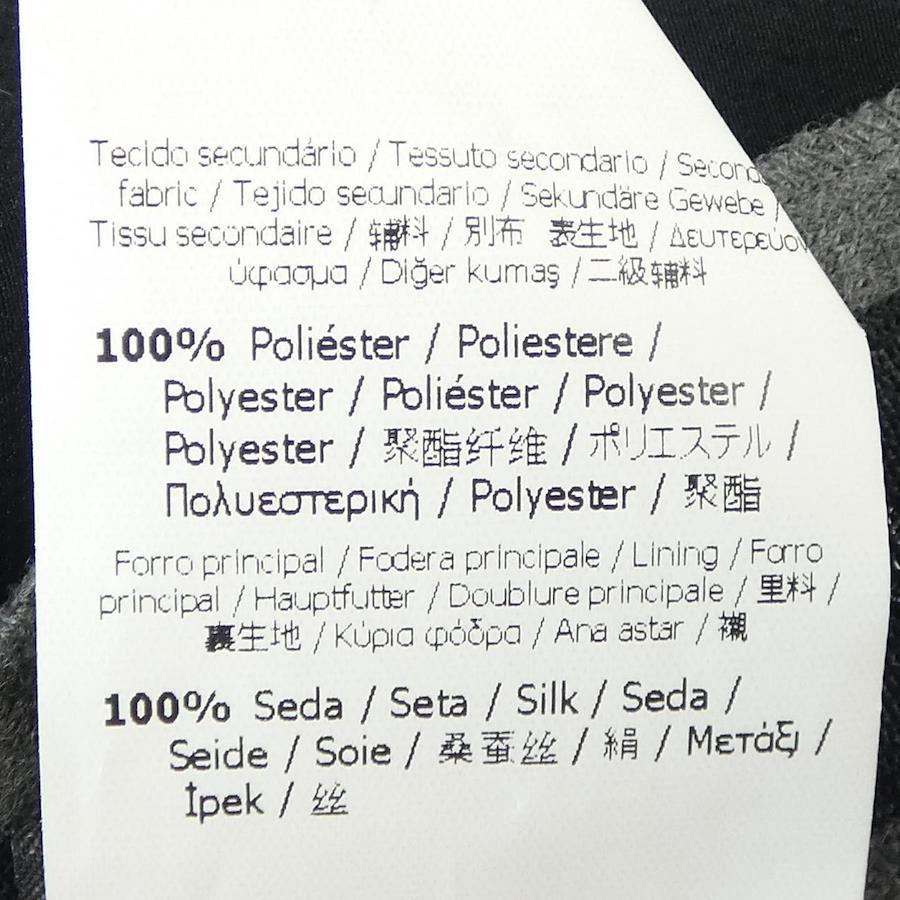 Tecido secundário / Tessuto secondario / Second
fabric / Tejido secundario / Sekundäre Gewebe /
Tissu secondaire / 辅料 / 別布 表生地 / Δευτερεύον
ύφασμα / Diğer kumaş / 二級辅料
100% Poliéster / Poliestere /
Polyester / Poliéster / Polyester /
Polyester / 聚酯纤维 / ポリエステル /
Πολυεστερική / Polyester / 聚酯
Forro principal / Fodera principale / Lining / Forro
principal / Hauptfutter / Doublure principale / 里料 /
裏生地 / Κύρια φόδρα / Ana astar / 襯
100% Seda / Seta / Silk / Seda /
Seide / Soie / 桑蚕丝 / 絹 / Μετάξι /
İpek / 丝